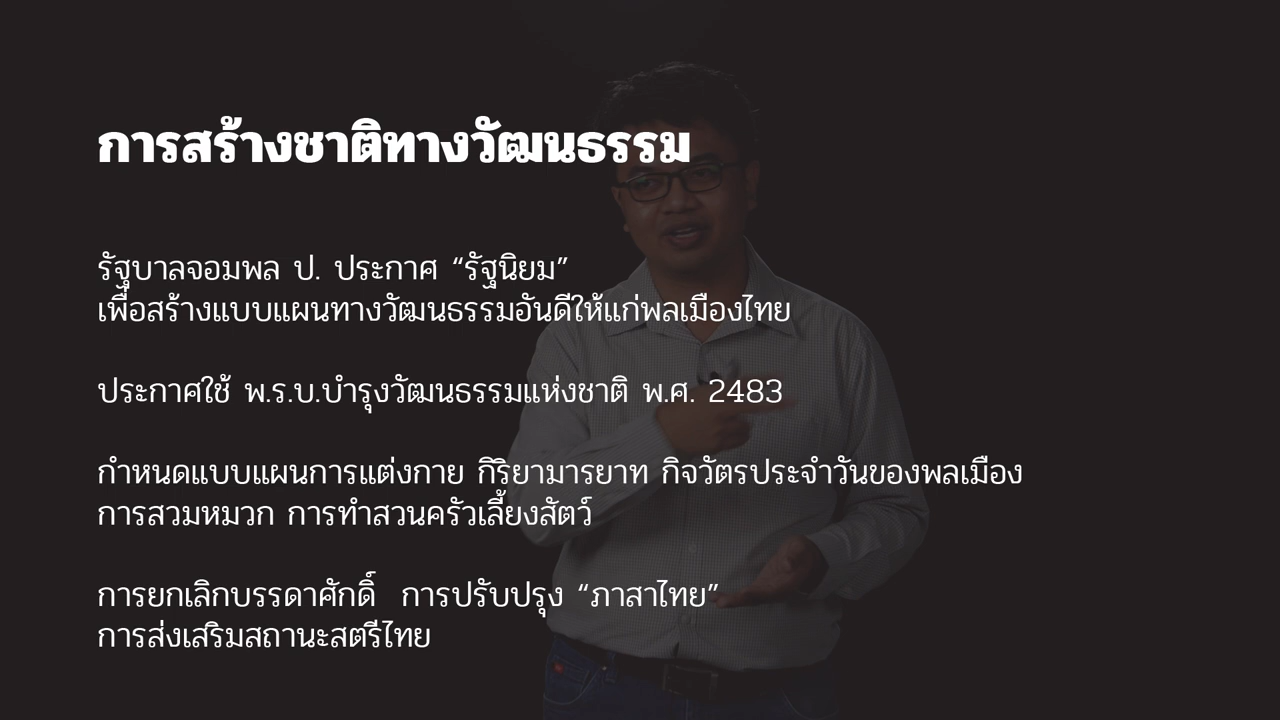 การสร้างชาติทางวัฒนธรรม
รัฐบาลจอมพล ป. ประกาศ “รัฐนิยม”
เพื่อสร้างแบบแผนทางวัฒนธรรมอันดีให้แก่พลเมืองไทย
ประกาศใช้ พ.ร.บ.บำรุงวัฒนธรรมแห่งชาติ พ.ศ. 2483
กำหนดแบบแผนการแต่งกาย กิริยามารยาท กิจวัตรประจำวันของพลเมือง
การสวมหมวก การทำสวนครัวเลี้ยงสัตว์
การยกเลิกบรรดาศักดิ์ การปรับปรุง “ภาสาไทย”
การส่งเสริมสถานะสตรีไทย